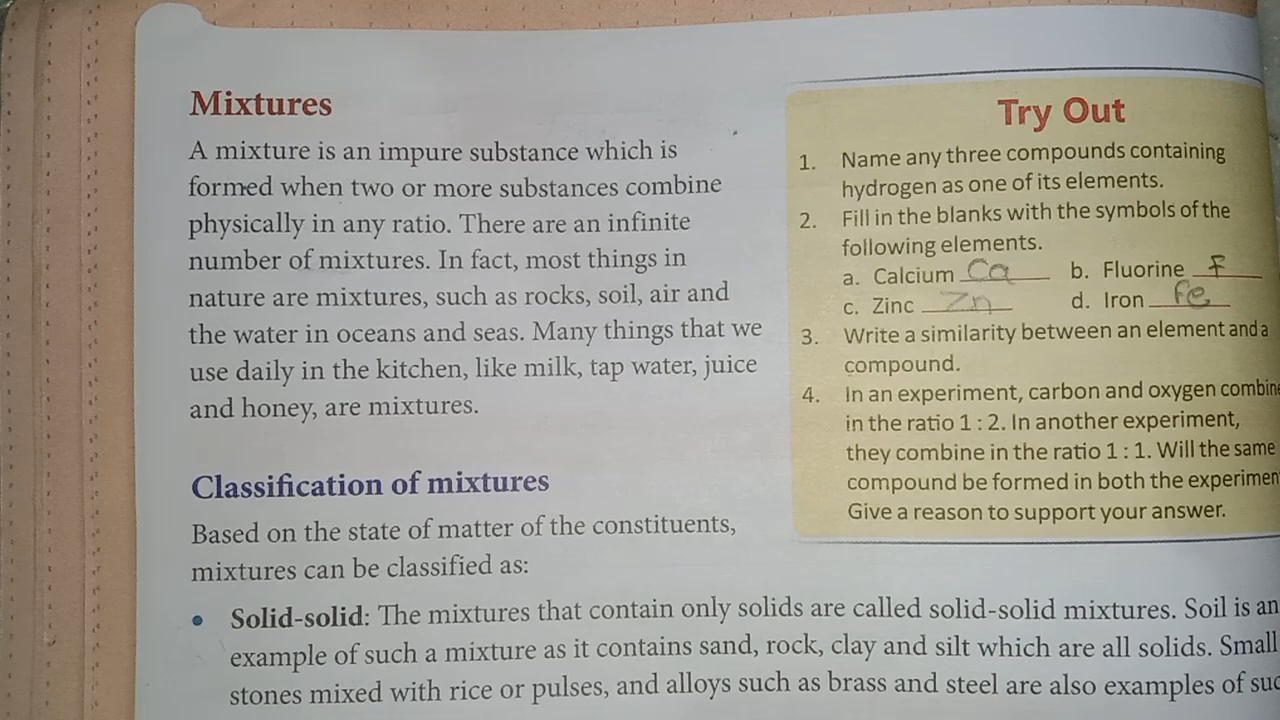 Mixtures
A mixture is an impure substance which is
formed when two or more substances combine
physically in any ratio. There are an infinite
number of mixtures. In fact, most things in
nature are mixtures, such as rocks, soil, air and
the water in oceans and seas. Many things that we
use daily in the kitchen, like milk, tap water, juice
and honey, are mixtures.
Classification of mixtures
Based on the state of matter of the constituents,
mixtures can be classified as:
• Solid-solid: The mixtures that contain only solids are called solid-solid mixtures. Soil is an
example of such a mixture as it contains sand, rock, clay and silt which are all solids. Small
stones mixed with rice or pulses, and alloys such as brass and steel are also examples of
Try Out
1. Name any three compounds containing
hydrogen as one of its elements.
2. Fill in the blanks with the symbols of the
following elements.
a. Calcium Ca b. Fluorine F
c. Zinc Zn d. Iron Fe
3. Write a similarity between an element and a
compound.
4. In an experiment, carbon and oxygen combine
in the ratio 1 : 2. In another experiment,
they combine in the ratio 1 : 1. Will the same
compound be formed in both the
Give a reason to support your answer.